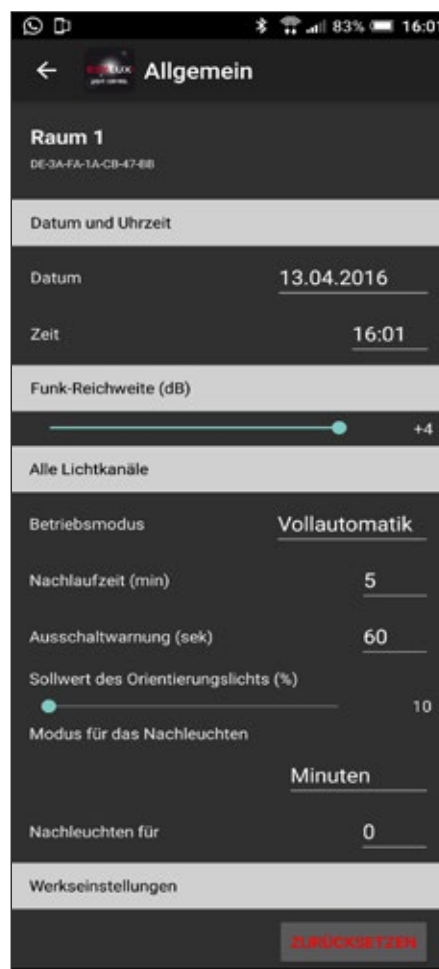 83% 16:01
Allgemein
Raum 1
DE-3A-FA-1A-CB-47-BB
Datum und Uhrzeit
Datum 13.04.2016
Zeit 16:01
Funk-Reichweite (dB)
+4
Alle Lichtkanäle
Betriebsmodus Vollautomatik
Nachlaufzeit (min) 5
Ausschaltwarnung (sek) 60
Sollwert des Orientierungslichts (%)
10
Modus für das Nachleuchten
Minuten
Nachleuchten für 0
Werkseinstellungen
ZURÜCKSETZEN